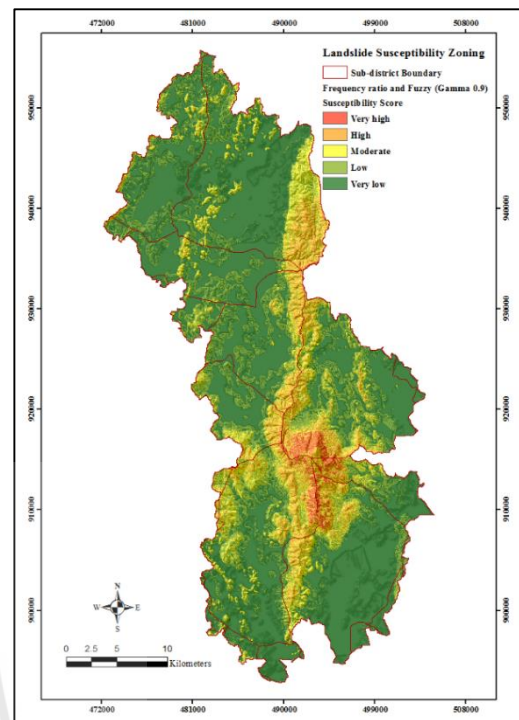 472000 481000 490000 499000 508000
Landslide Susceptibility Zoning
Sub-district Boundary
Frequency ratio and Fuzzy (Gamma 0.9)
Susceptibility Score
Very high
High
Moderate
Low
Very low
950000
940000
930000
920000
910000
900000
950000
940000
930000
920000
910000
900000
N
W E
S
0 2.5 5 10
Kilometers
472000 481000 490000 499000 508000